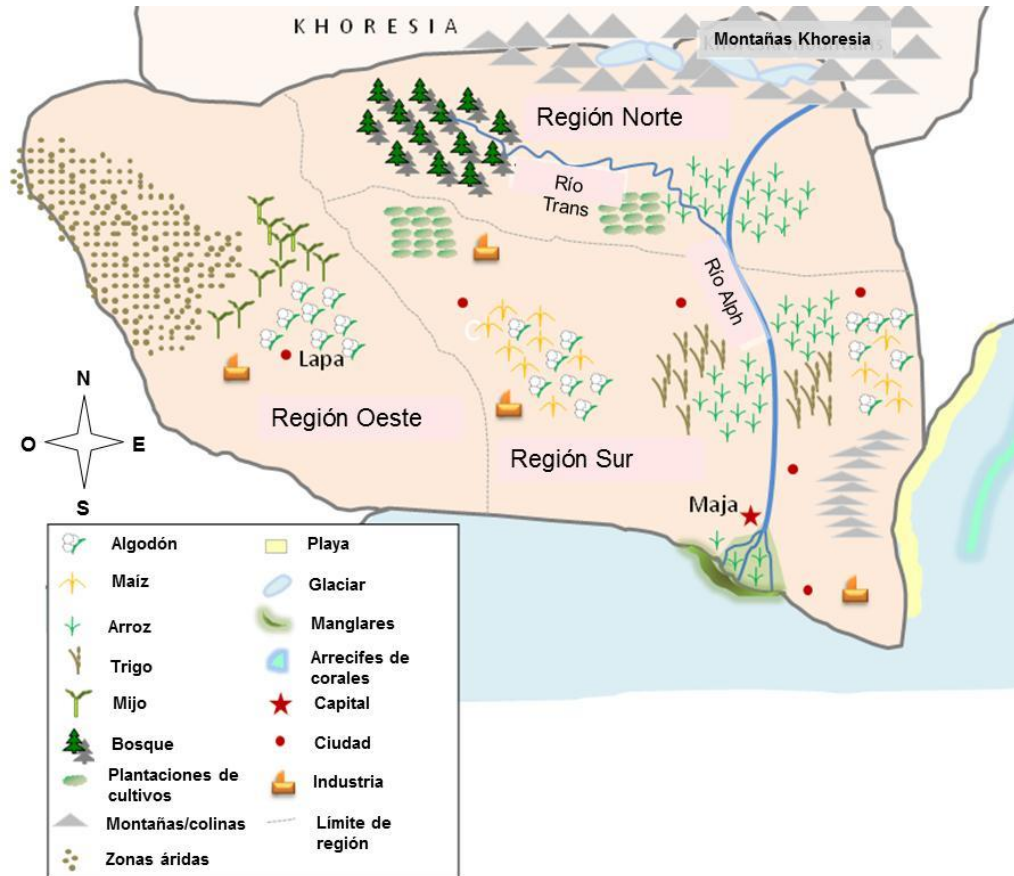 KHORESIA
Montañas Khoresia
Región Norte
Río
Trans
Río Alph
Lapa
Región Oeste
Región Sur
Maja
N
O
E
S
Algodón
Playa
Maíz
Glaciar
Arroz
Manglares
Trigo
Arrecifes de
corales
Mijo
Capital
Bosque
Ciudad
Plantaciones de
cultivos
Industria
Montañas/colinas
Límite de
región
Zonas áridas